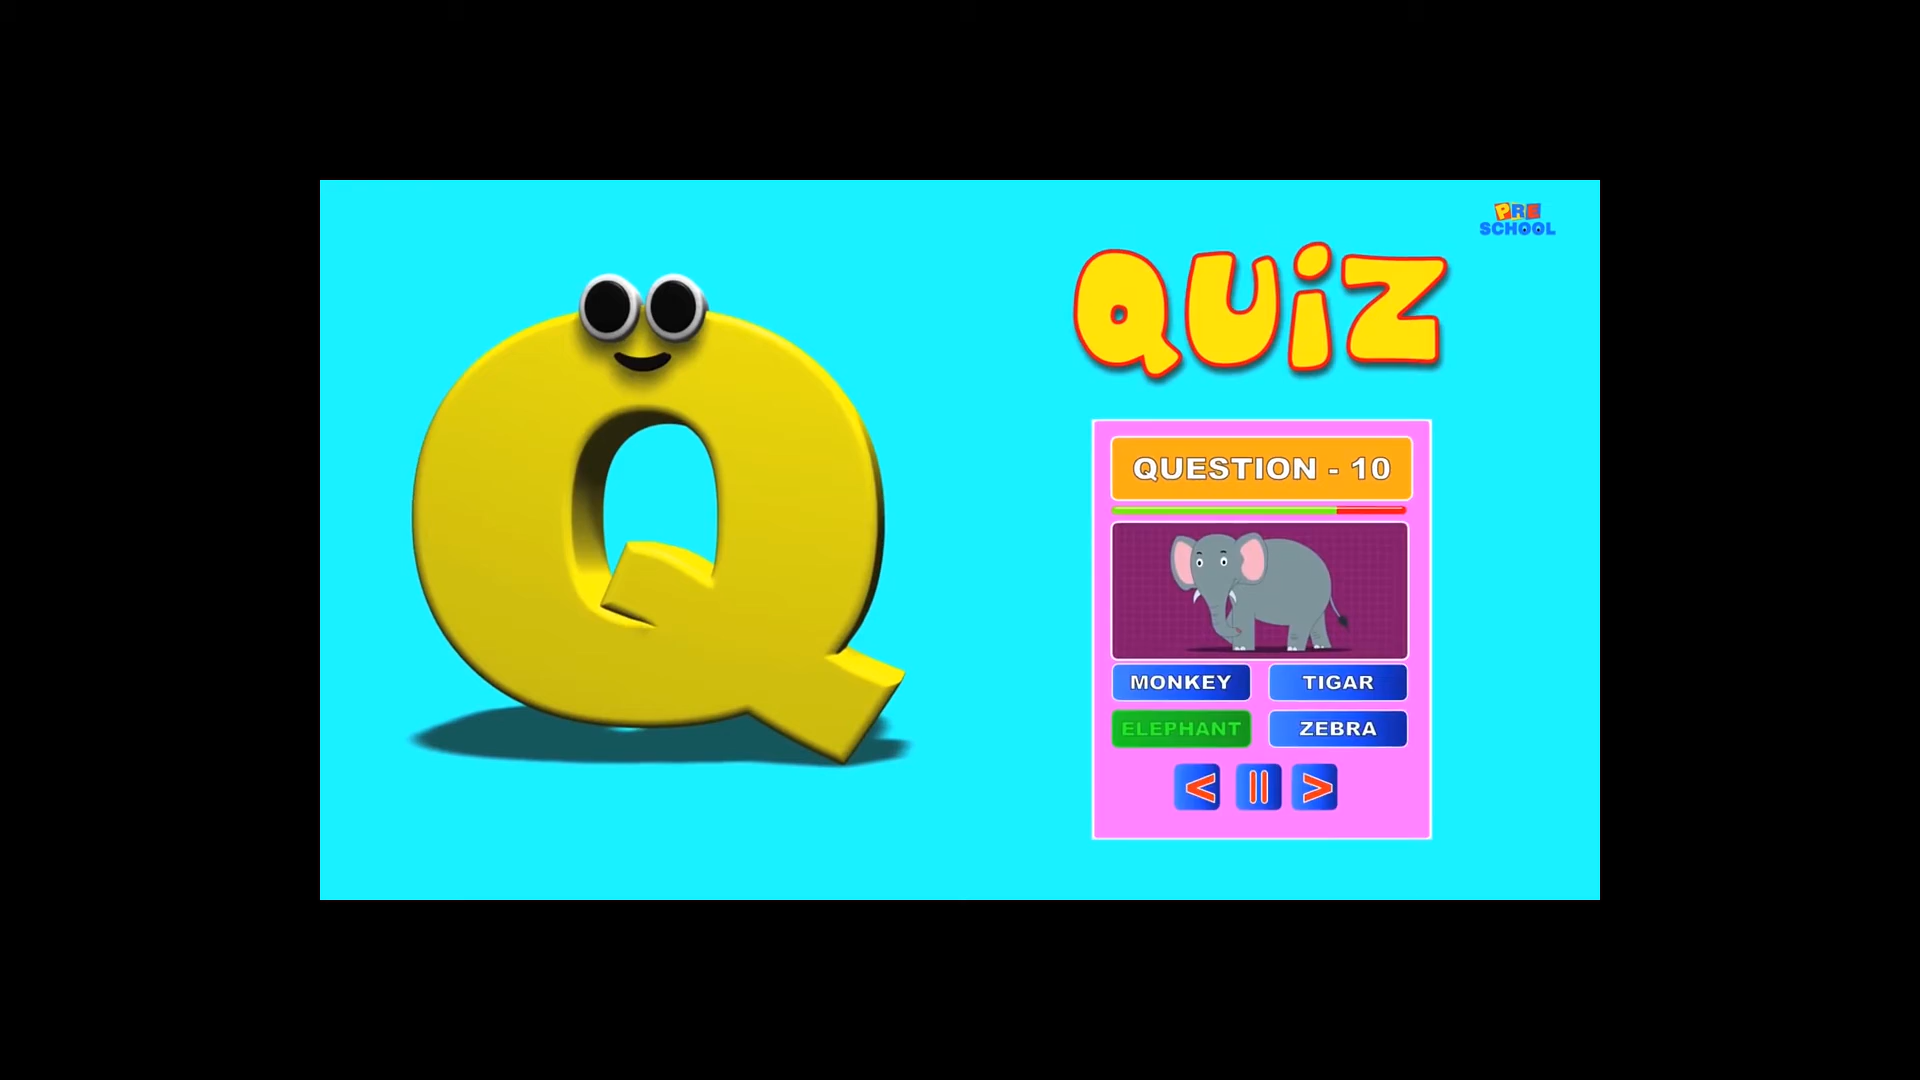 PRE
SCHOOL
QUiZ
Q
QUESTION - 10
MONKEY
TIGAR
ELEPHANT
ZEBRA
< || >